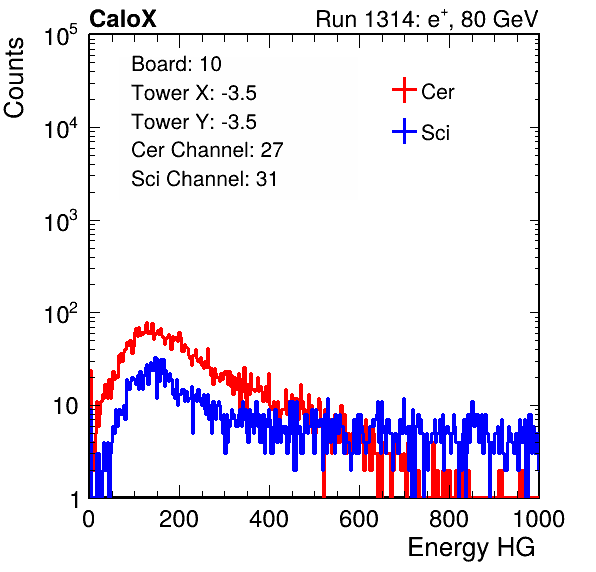 CaloX Run 1314: e⁺, 80 GeV
Counts
10⁵
10⁴
10³
10²
10
1
Board: 10
Tower X: -3.5
Tower Y: -3.5
Cer Channel: 27
Sci Channel: 31
Cer
Sci
0 200 400 600 800 1000
Energy HG